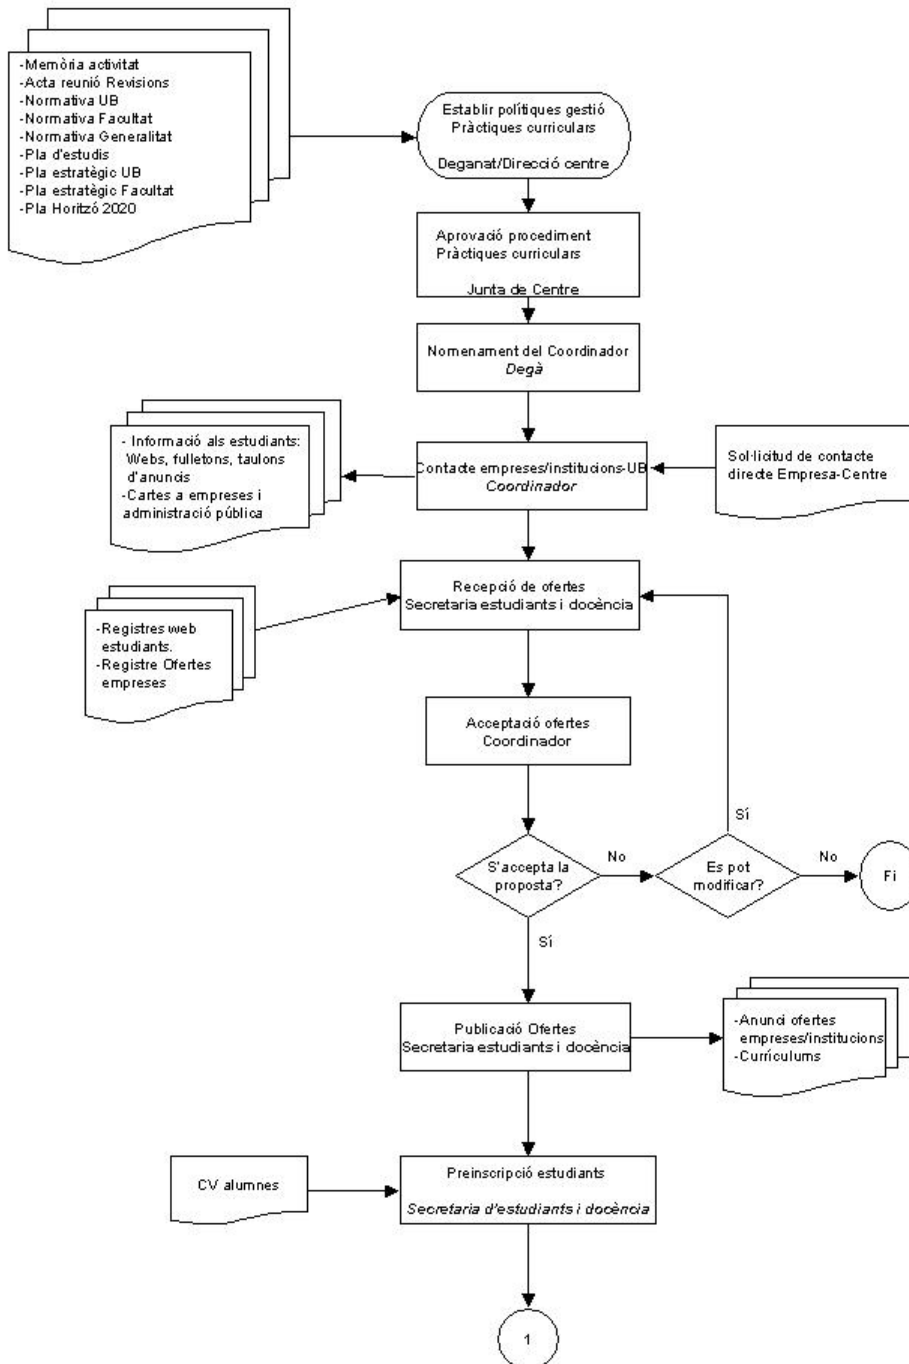 -Memòria activitat
-Acta reunió Revisions
-Normativa UB
-Normativa Facultat
-Normativa Generalitat
-Pla d'estudis
-Pla estratègic UB
-Pla estratègic Facultat
-Pla Horitzó 2020
Establir polítiques gestió
Pràctiques curriculars
Deganat/Direcció centre
Aprovació procediment
Pràctiques curriculars
Junta de Centre
Nomenament del Coordinador
Degà
- Informació als estudiants:
Webs, fulletons, taulons
d'anuncis
- Cartes a empreses i
administració pública
Contacte empreses/institucions-UB
Coordinador
Sol·licitud de contacte
directe Empresa-Centre
Recepció de ofertes
Secretaria estudiants i docència
-Registres web
estudiants.
-Registre Ofertes
empreses
Acceptació ofertes
Coordinador
S'accepta la
proposta?
No
Es pot
modificar?
Sí
No
Fi
Sí
Publicació Ofertes
Secretaria estudiants i docència
-Anunci ofertes
empreses/institucions
-Currículums
CV alumnes
Preinscripció estudiants
Secretaria d'estudiants i docència
1